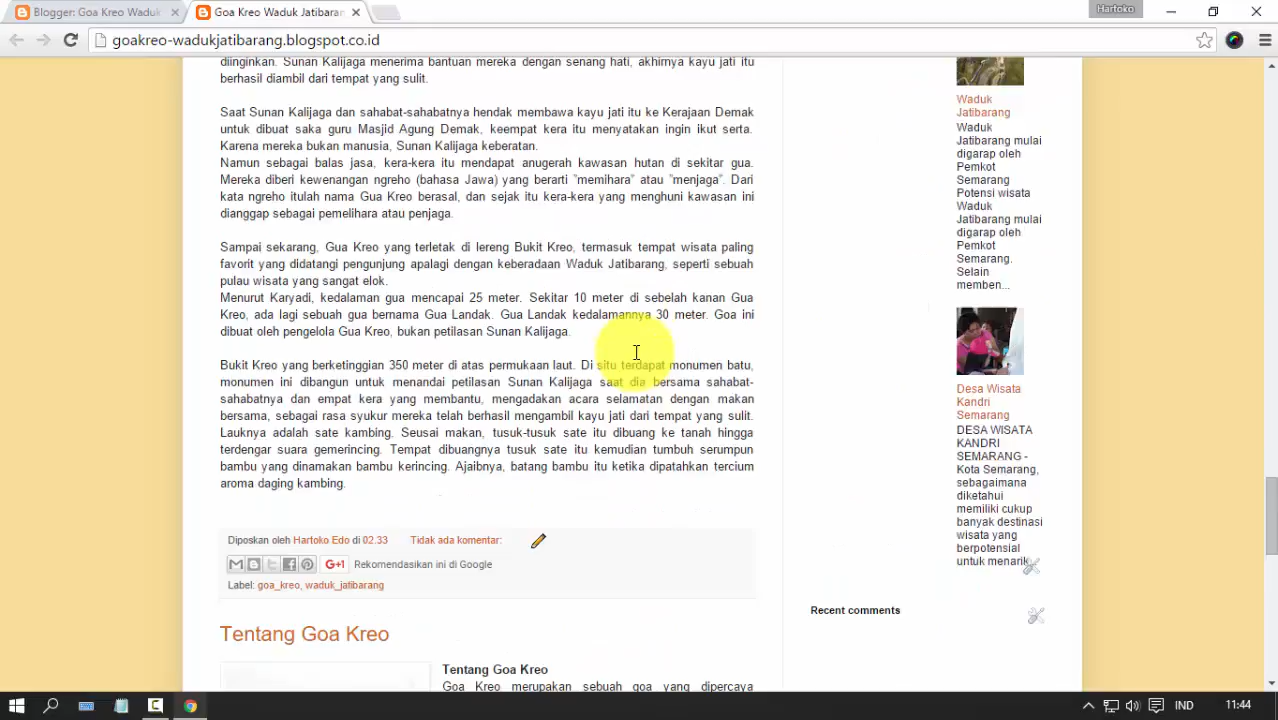 Blogger: Goa Kreo Waduk
Goa Kreo Waduk Jatibaran
Hartoko
goakreo-wadukjatibarang.blogspot.co.id
diinginkan. Sunan Kalijaga menerima bantuan mereka dengan senang hati, akhirnya kayu jati itu
berhasil diambil dari tempat yang sulit.
Saat Sunan Kalijaga dan sahabat-sahabatnya hendak membawa kayu jati itu ke Kerajaan Demak
untuk dibuat saka guru Masjid Agung Demak, keempat kera itu menyatakan ingin ikut serta.
Karena mereka bukan manusia, Sunan Kalijaga keberatan.
Namun sebagai balas jasa, kera-kera itu mendapat anugerah kawasan hutan di sekitar gua.
Mereka diberi kewenangan ngreho (bahasa Jawa) yang berarti "memihara" atau "menjaga". Dari
kata ngreho itulah nama Gua Kreo berasal, dan sejak itu kera-kera yang menghuni kawasan ini
dianggap sebagai pemelihara atau penjaga.
Sampai sekarang, Gua Kreo yang terletak di lereng Bukit Kreo, termasuk tempat wisata paling
favorit yang didatangi pengunjung apalagi dengan keberadaan Waduk Jatibarang, seperti sebuah
pulau wisata yang sangat elok.
Menurut Karyadi, kedalaman gua mencapai 25 meter. Sekitar 10 meter di sebelah kanan Gua
Kreo, ada lagi sebuah gua bernama Gua Landak. Gua Landak kedalamannya 30 meter. Goa ini
dibuat oleh pengelola Gua Kreo, bukan petilasan Sunan Kalijaga.
Bukit Kreo yang berketinggian 350 meter di atas permukaan laut. Di situ terdapat monumen batu,
monumen ini dibangun untuk menandai petilasan Sunan Kalijaga saat dia bersama sahabat-
sahabatnya dan empat kera yang membantu, mengadakan acara selamatan dengan makan
bersama, sebagai rasa syukur mereka telah berhasil mengambil kayu jati dari tempat yang sulit.
Lauknya adalah sate kambing. Seusai makan, tusuk-tusuk sate itu dibuang ke tanah hingga
terdengar suara gemerincing. Tempat dibuangnya tusuk sate itu kemudian tumbuh serumpun
bambu yang dinamakan bambu kerincing. Ajaibnya, batang bambu itu ketika dipatahkan tercium
aroma daging kambing.
Diposkan oleh Hartoko Edo di 02.33 Tidak ada komentar:
G+1 Rekomendasikan ini di Google
Label: goa_kreo, waduk_jatibarang
Tentang Goa Kreo
Tentang Goa Kreo
Goa Kreo merupakan sebuah goa yang dipercaya
Waduk
Jatibarang
Waduk
Jatibarang mulai
digarap oleh
Pemkot
Semarang
Potensi wisata
Waduk
Jatibarang mulai
digarap oleh
Pemkot
Semarang.
Selain
memben...
Desa Wisata
Kandri
Semarang
DESA WISATA
KANDRI
SEMARANG -
Kota Semarang,
sebagaimana
diketahui
memiliki cukup
banyak destinasi
wisata yang
berpotensial
untuk menarik
Recent comments
IND
11:44